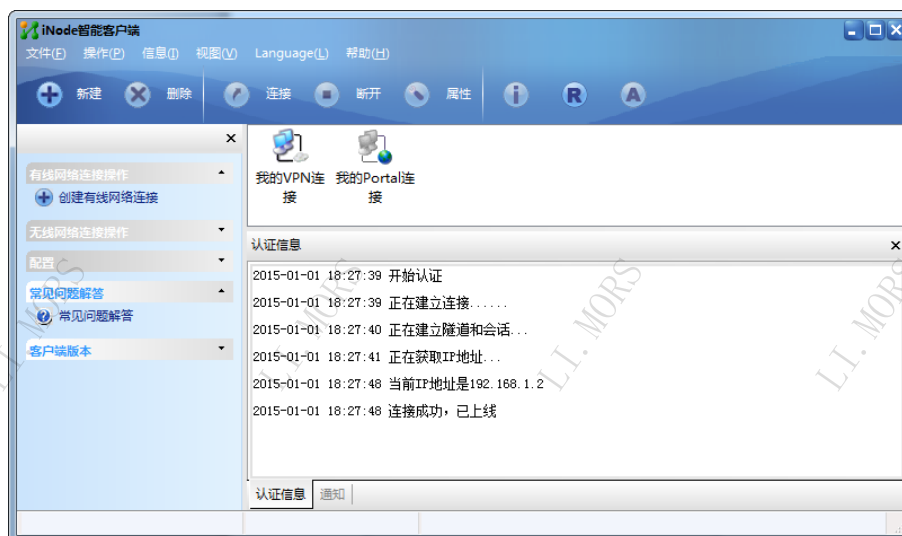 iNode智能客户端
文件(F) 操作(P) 信息(I) 视图(V) Language(L) 帮助(H)
新建 删除 连接 断开 属性 i R A
我的VPN连接
我的Portal连接
有线网络连接操作
创建有线网络连接
无线网络连接操作
配置
常见问题解答
常见问题解答
客户端版本
认证信息
2015-01-01 18:27:39 开始认证
2015-01-01 18:27:39 正在建立连接......
2015-01-01 18:27:40 正在建立隧道和会话...
2015-01-01 18:27:41 正在获取IP地址...
2015-01-01 18:27:48 当前IP地址是192.168.1.2
2015-01-01 18:27:48 连接成功，已上线
认证信息 通知
LI.MORS
LI.MORS
LI.MORS
LI.MORS